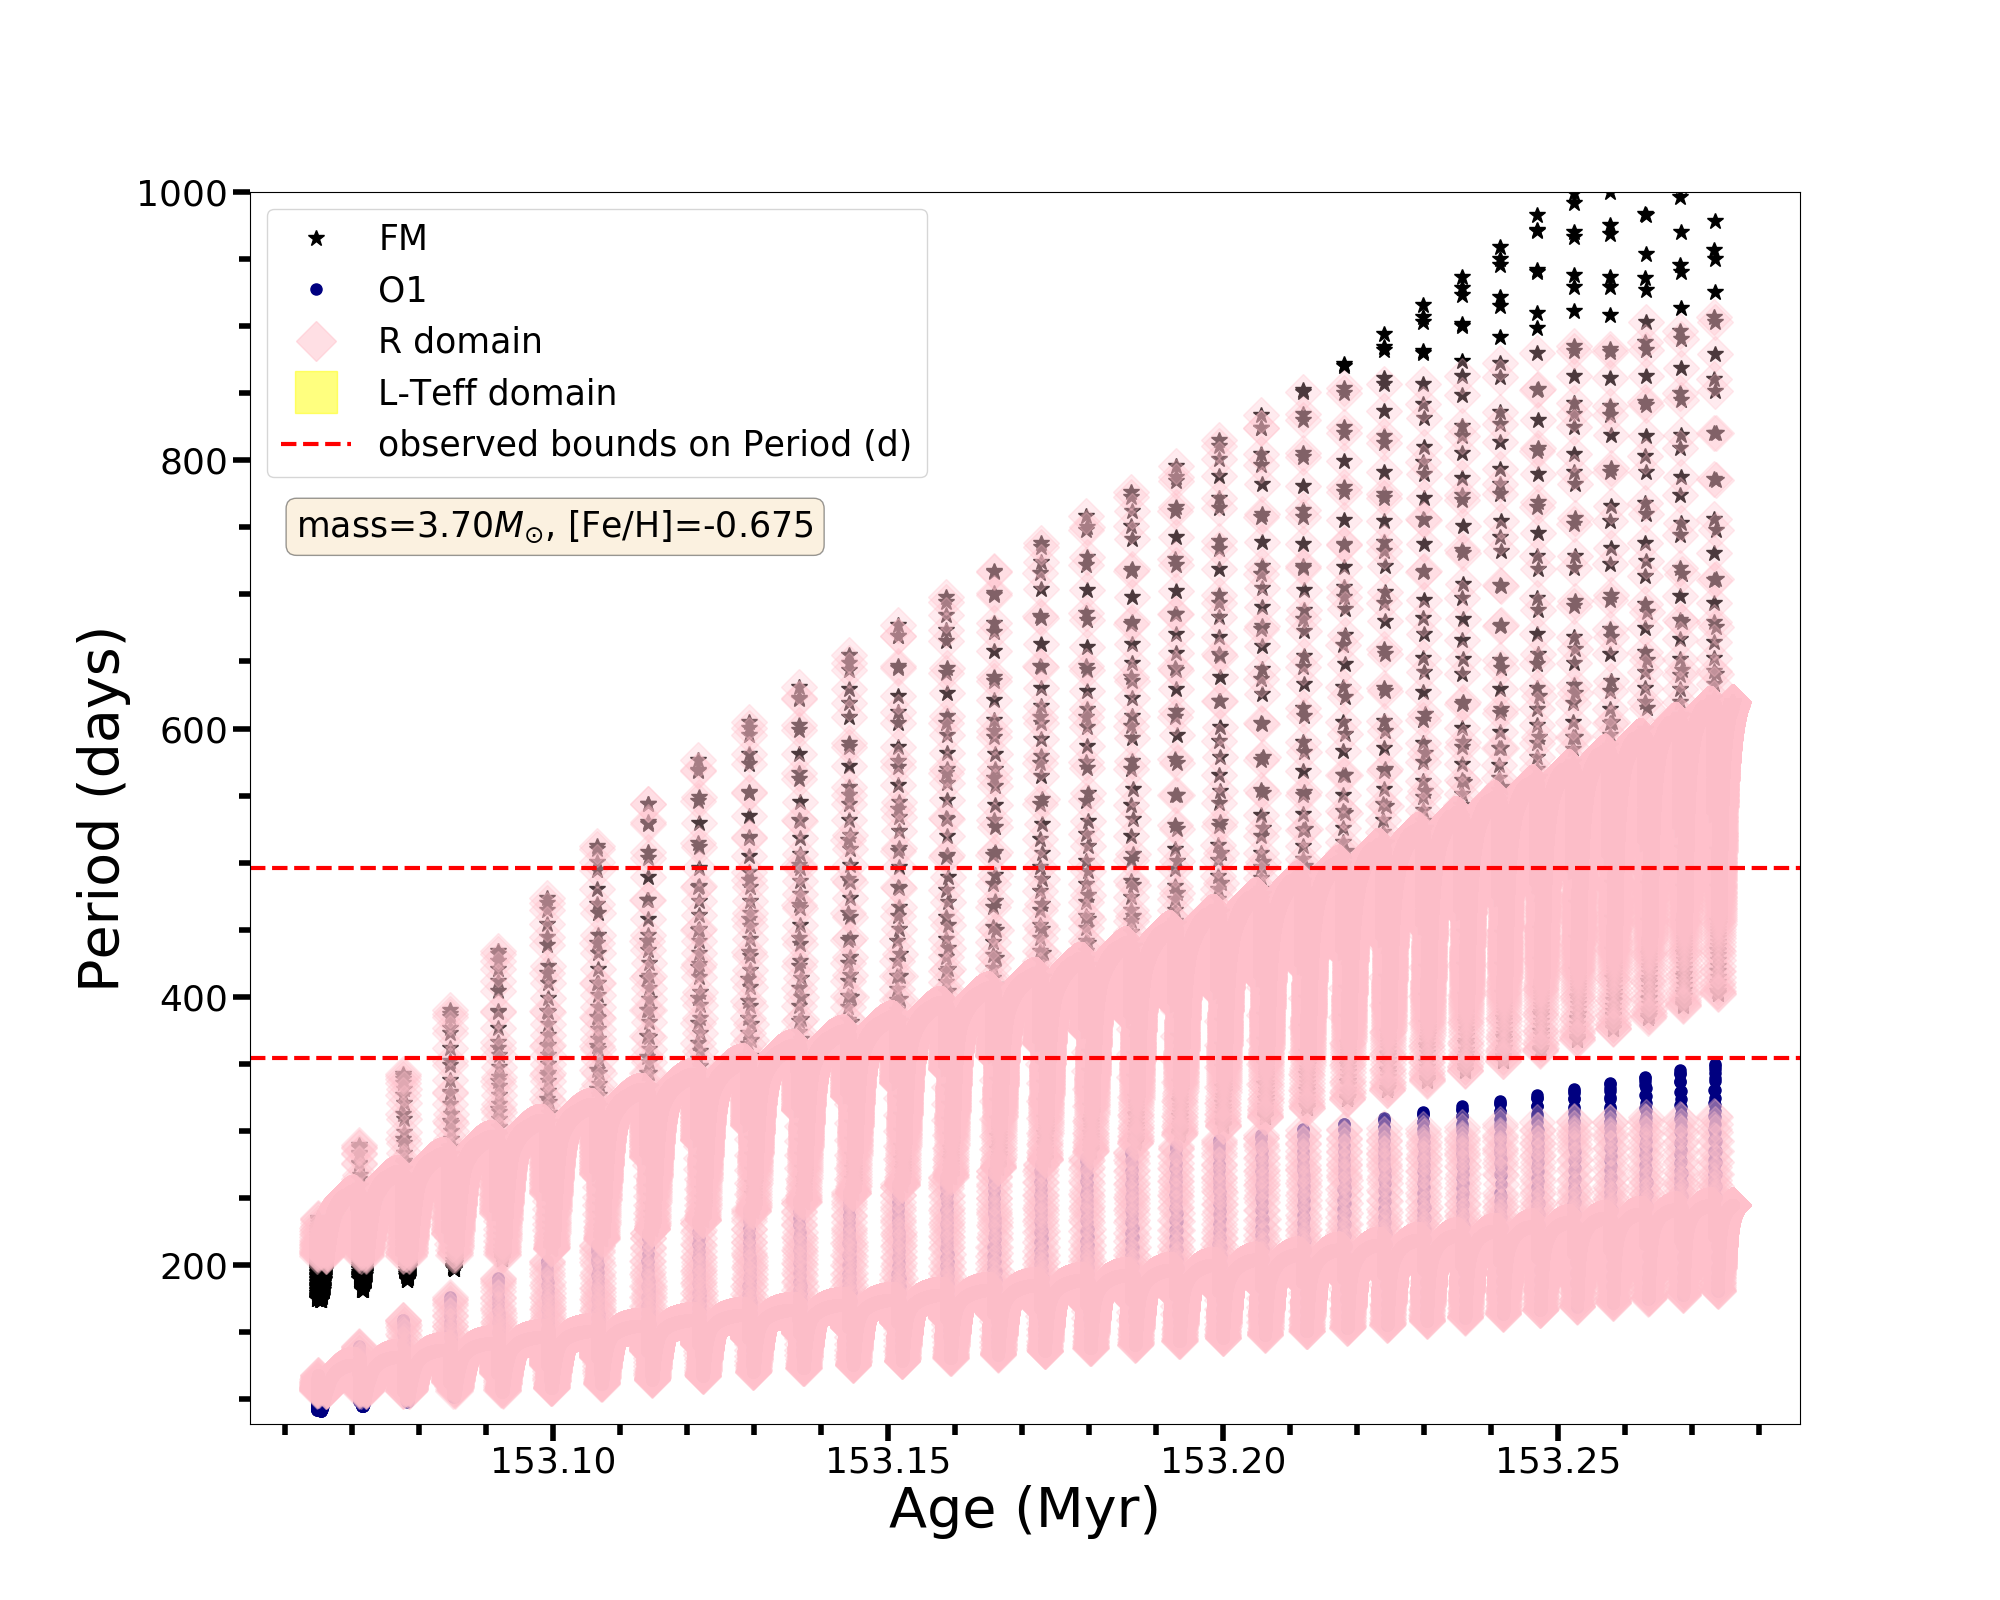 1000
800
600
400
200
Period (days)
FM
O1
R domain
L-Teff domain
observed bounds on Period (d)
mass=3.70M⊙, [Fe/H]=-0.675
153.10 153.15 153.20 153.25
Age (Myr)